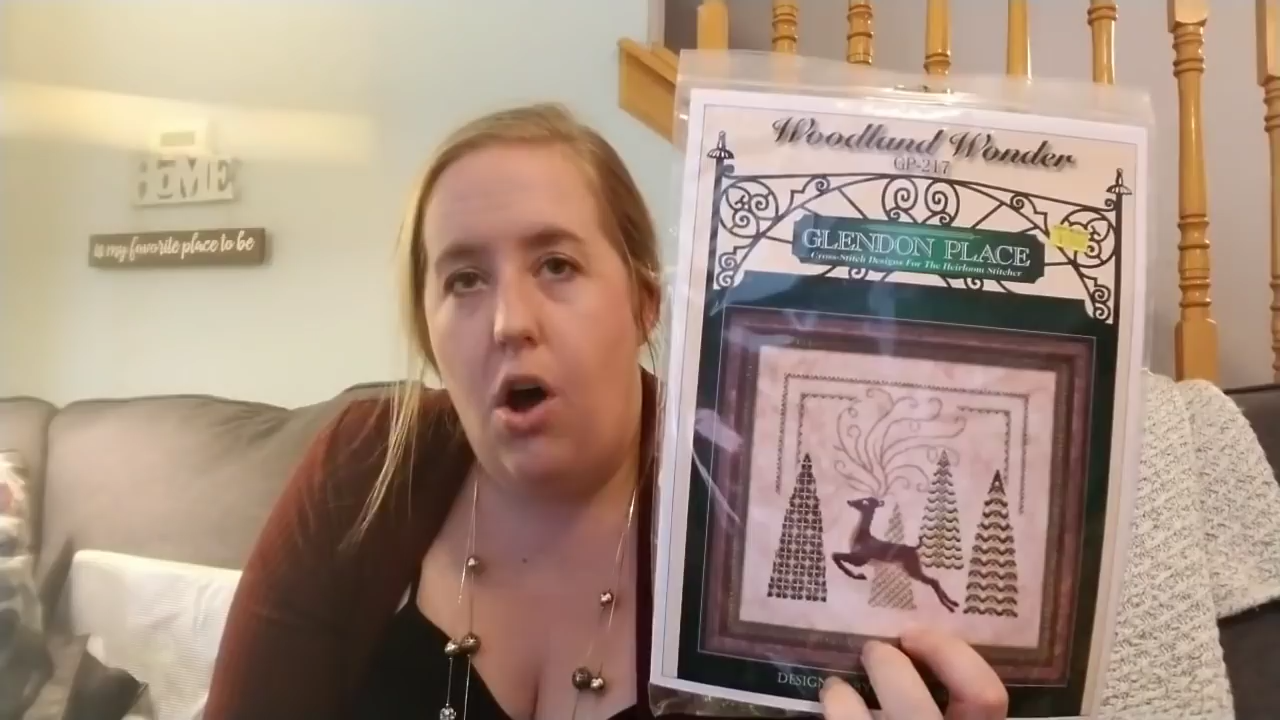 HOME
is my favorite place to be
Woodland Wonder
GP-217
GLENDON PLACE
Cross-Stitch Designs For The Heirloom Stitcher
DESIGN